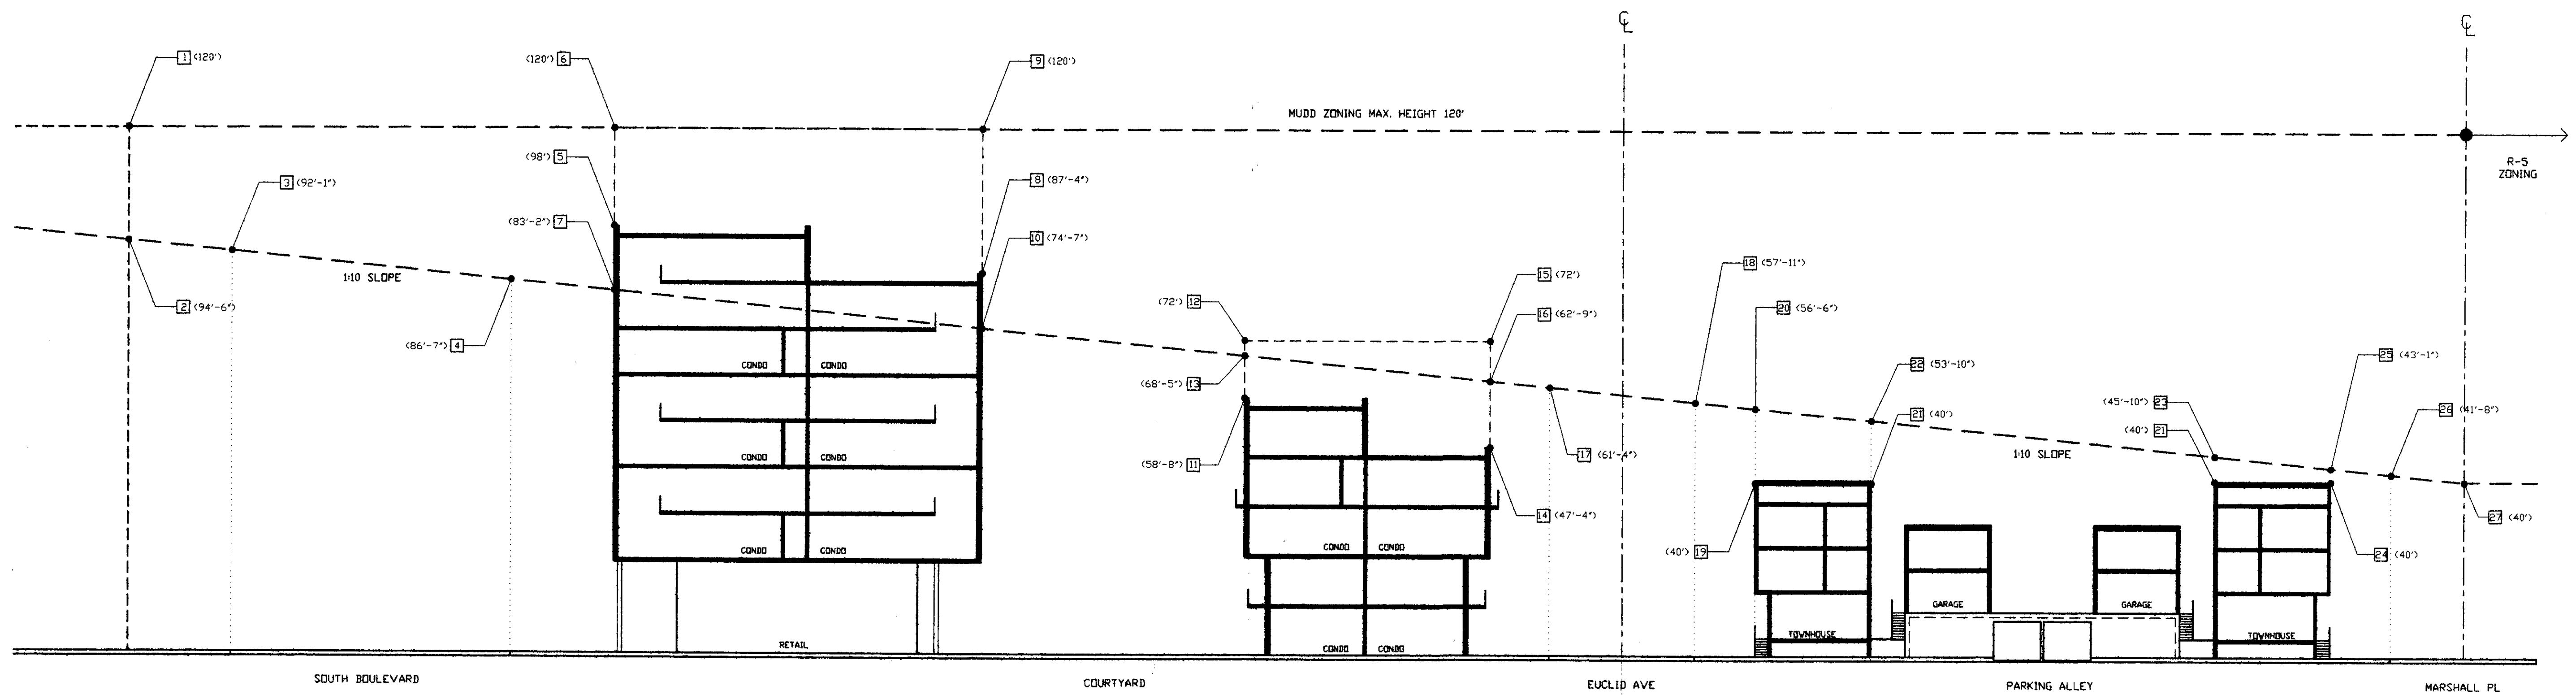 ℄
℄
1 (120')
(120') 6
9 (120')
MUDD ZONING MAX. HEIGHT 120'
R-5
ZONING
(98') 5
3 (92'-1")
8 (87'-4")
(83'-2") 7
10 (74'-7")
1:10 SLOPE
2 (94'-6")
(86'-7") 4
18 (57'-11")
15 (72')
(72') 12
20 (56'-6")
16 (62'-9")
25 (43'-1")
22 (53'-10")
(68'-5") 13
(45'-10") 23
26 (41'-8")
21 (40')
(40') 21
17 (61'-4")
1:10 SLOPE
(58'-8") 11
14 (47'-4")
27 (40')
(40') 19
24 (40')
CONDO CONDO
CONDO CONDO
CONDO CONDO
CONDO CONDO
GARAGE
GARAGE
TOWNHOUSE
TOWNHOUSE
RETAIL
CONDO CONDO
SOUTH BOULEVARD
COURTYARD
EUCLID AVE
PARKING ALLEY
MARSHALL PL